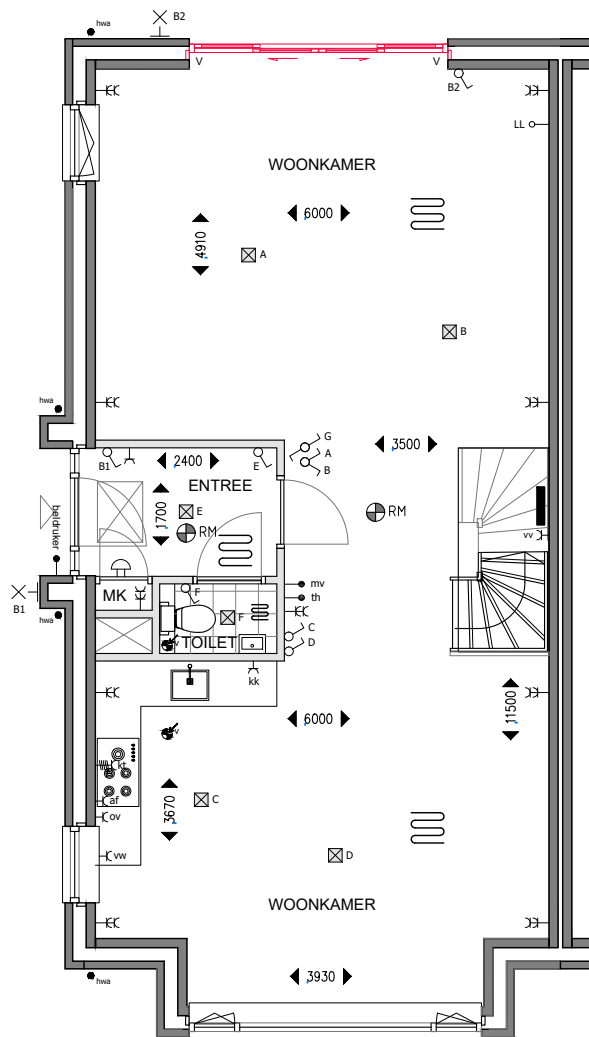 B2
hwa
V
V
B2
LL
WOONKAMER
6000
4910
A
B
hwa
G
A
B
3500
B1
2400
E
ENTREE
1700
E
RM
RM
beldruker
vv
MK
F
mv
th
B1
hwa
F
C
D
v
TOILET
kk
6000
11500
v
kt
af
ov
3670
C
vw
D
WOONKAMER
3930
hwa